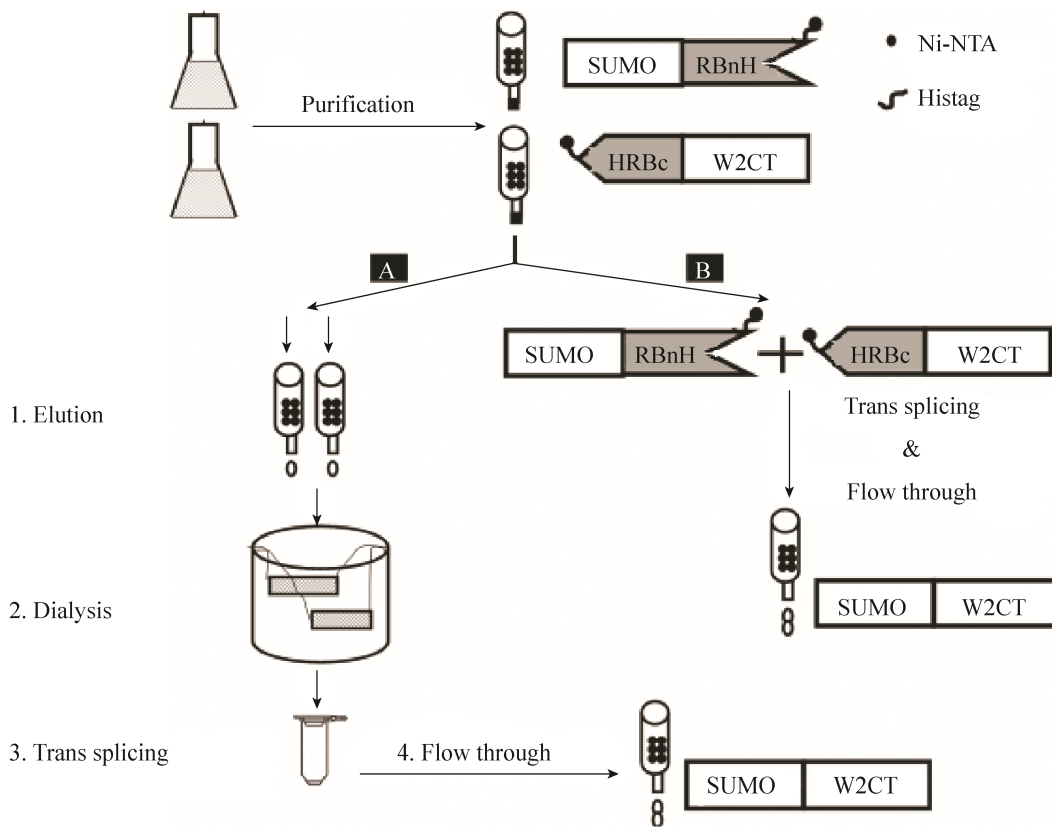 Purification
SUMO RBnH
Ni-NTA
Histag
HRBc W2CT
A
B
SUMO RBnH
HRBc W2CT
1. Elution
Trans splicing
&
Flow through
2. Dialysis
SUMO W2CT
3. Trans splicing
4. Flow through
SUMO W2CT